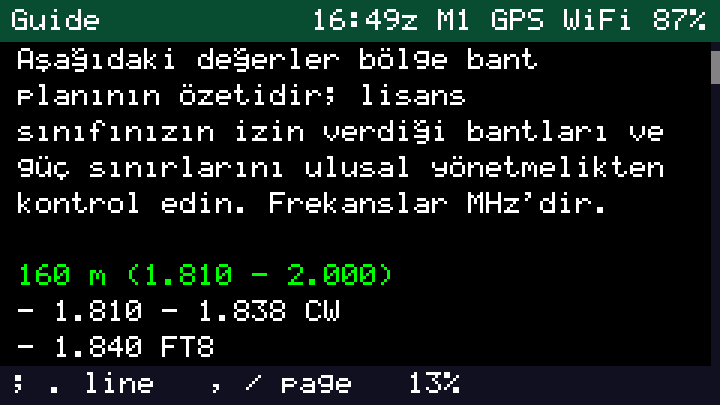 Guide 16:49z M1 GPS WiFi 87%
Aşağıdaki değerler bölge bant
planının özetidir; lisans
sınıfınızın izin verdiği bantları ve
güç sınırlarını ulusal yönetmelikten
kontrol edin. Frekanslar MHz'dir.
160 m (1.810 - 2.000)
- 1.810 - 1.838 CW
- 1.840 FT8
; . line , / page 13%